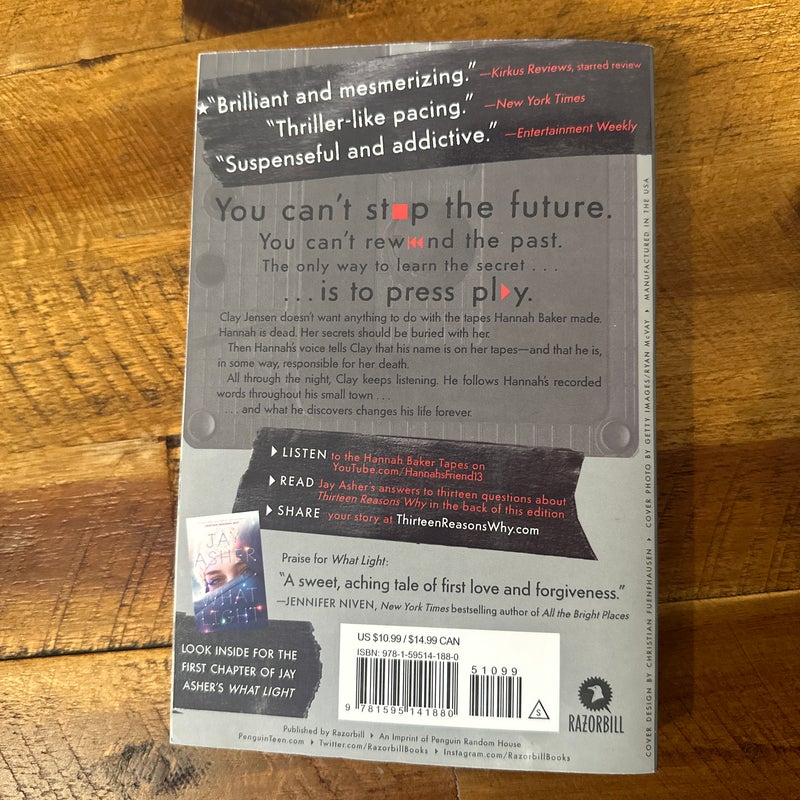 ★"Brilliant and mesmerizing." —Kirkus Reviews, starred review
"Thriller-like pacing." —New York Times
"Suspenseful and addictive." —Entertainment Weekly
You can't stop the future.
You can't rewind the past.
The only way to learn the secret . . .
. . . is to press play.
Clay Jensen doesn't want anything to do with the tapes Hannah Baker made.
Hannah is dead. Her secrets should be buried with her.
Then Hannah's voice tells Clay that his name is on her tapes—and that he is,
in some way, responsible for her death.
All through the night, Clay keeps listening. He follows Hannah's recorded
words throughout his small town . . .
. . . and what he discovers changes his life forever.
LISTEN to the Hannah Baker Tapes on
YouTube.com/HannahsFriend13
READ Jay Asher's answers to thirteen questions about
Thirteen Reasons Why in the back of this edition
SHARE your story at ThirteenReasonsWhy.com
JAY
ASHER
WHAT
LIGHT
Praise for What Light:
"A sweet, aching tale of first love and forgiveness."
—JENNIFER NIVEN, New York Times bestselling author of All the Bright Places
LOOK INSIDE FOR THE
FIRST CHAPTER OF JAY
ASHER'S WHAT LIGHT
US $10.99 / $14.99 CAN
ISBN: 978-1-59514-188-0
51099
9 781595 141880
S
RAZORBILL
Published by Razorbill ▸ An Imprint of Penguin Random House
PenguinTeen.com ▸ Twitter.com/RazorbillBooks ▸ Instagram.com/RazorbillBooks
COVER DESIGN BY CHRISTIAN FUENFHAUSEN ▸ COVER PHOTO BY GETTY IMAGES/RYAN McVAY ▸ MANUFACTURED IN THE USA